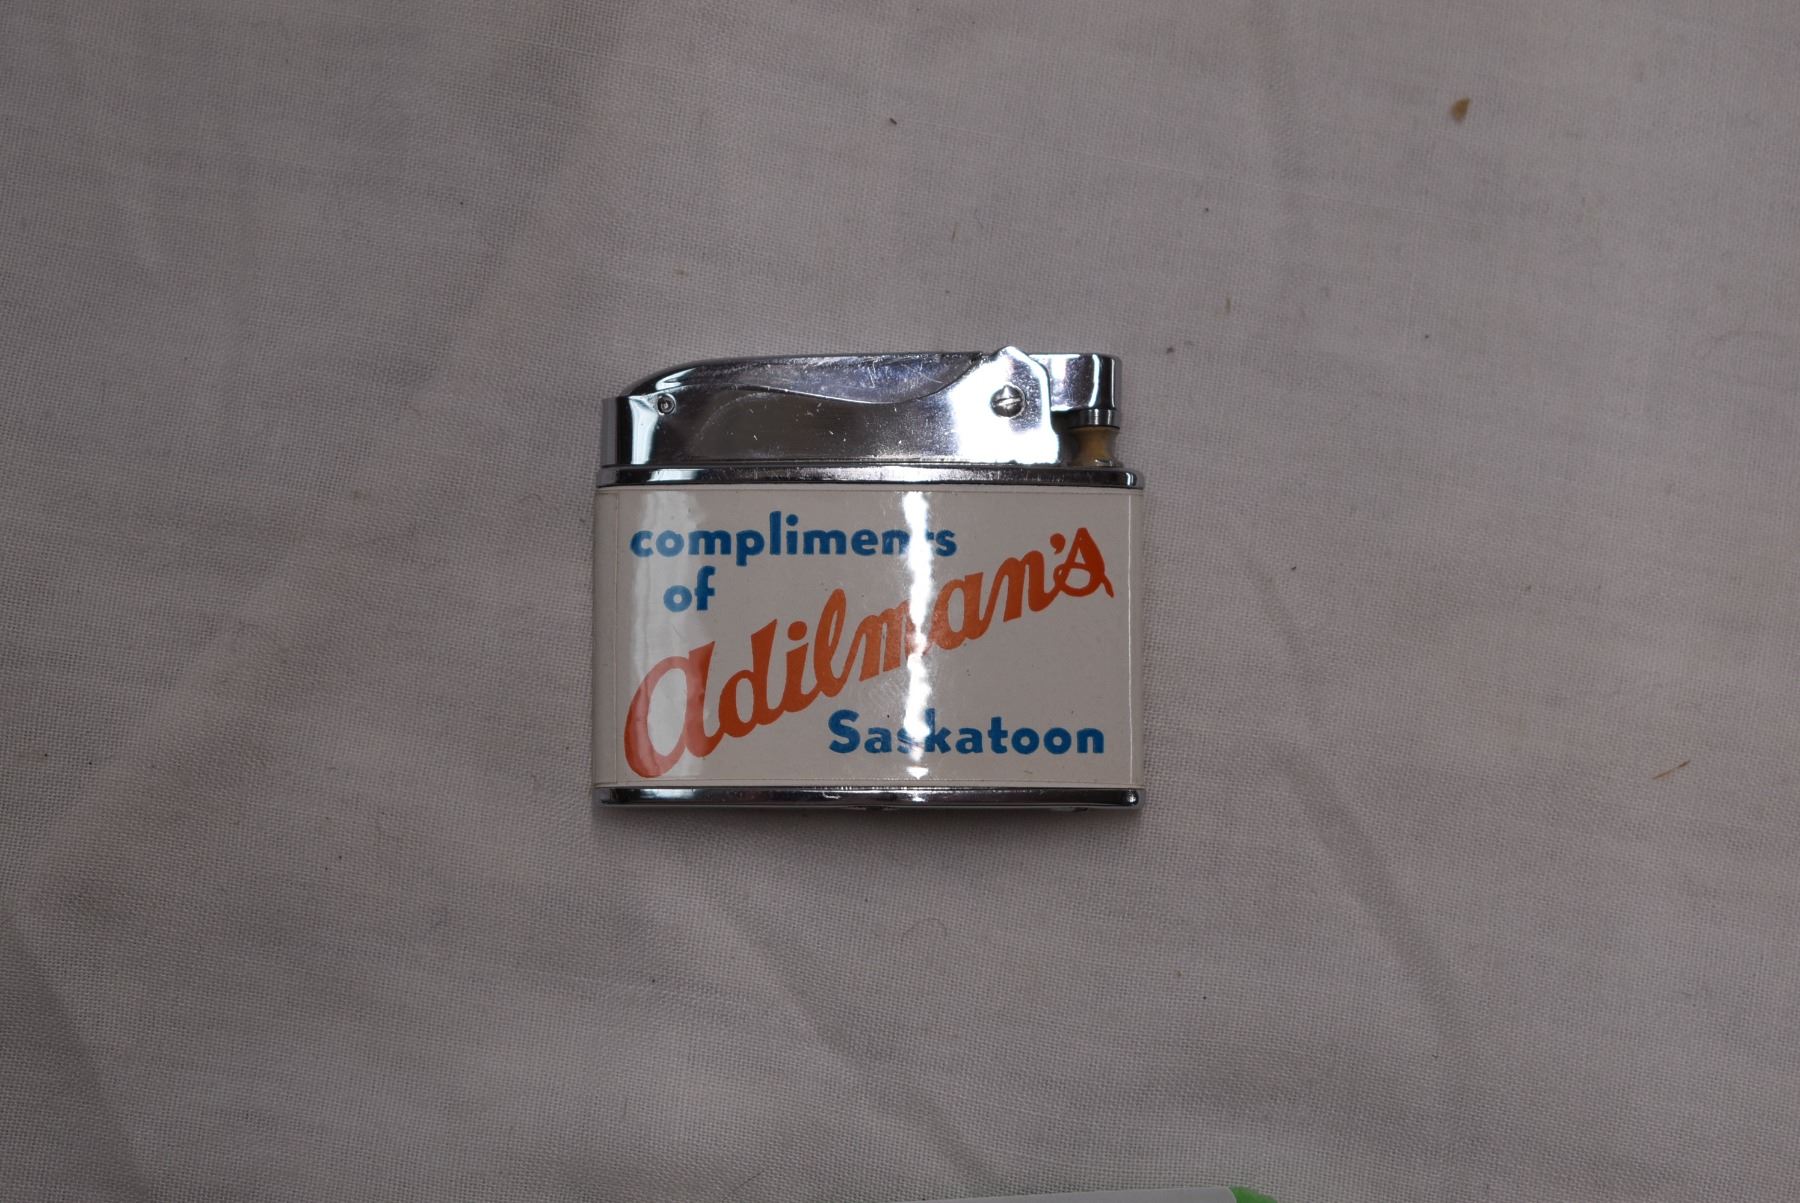 compliments
of
Adilman's
Saskatoon